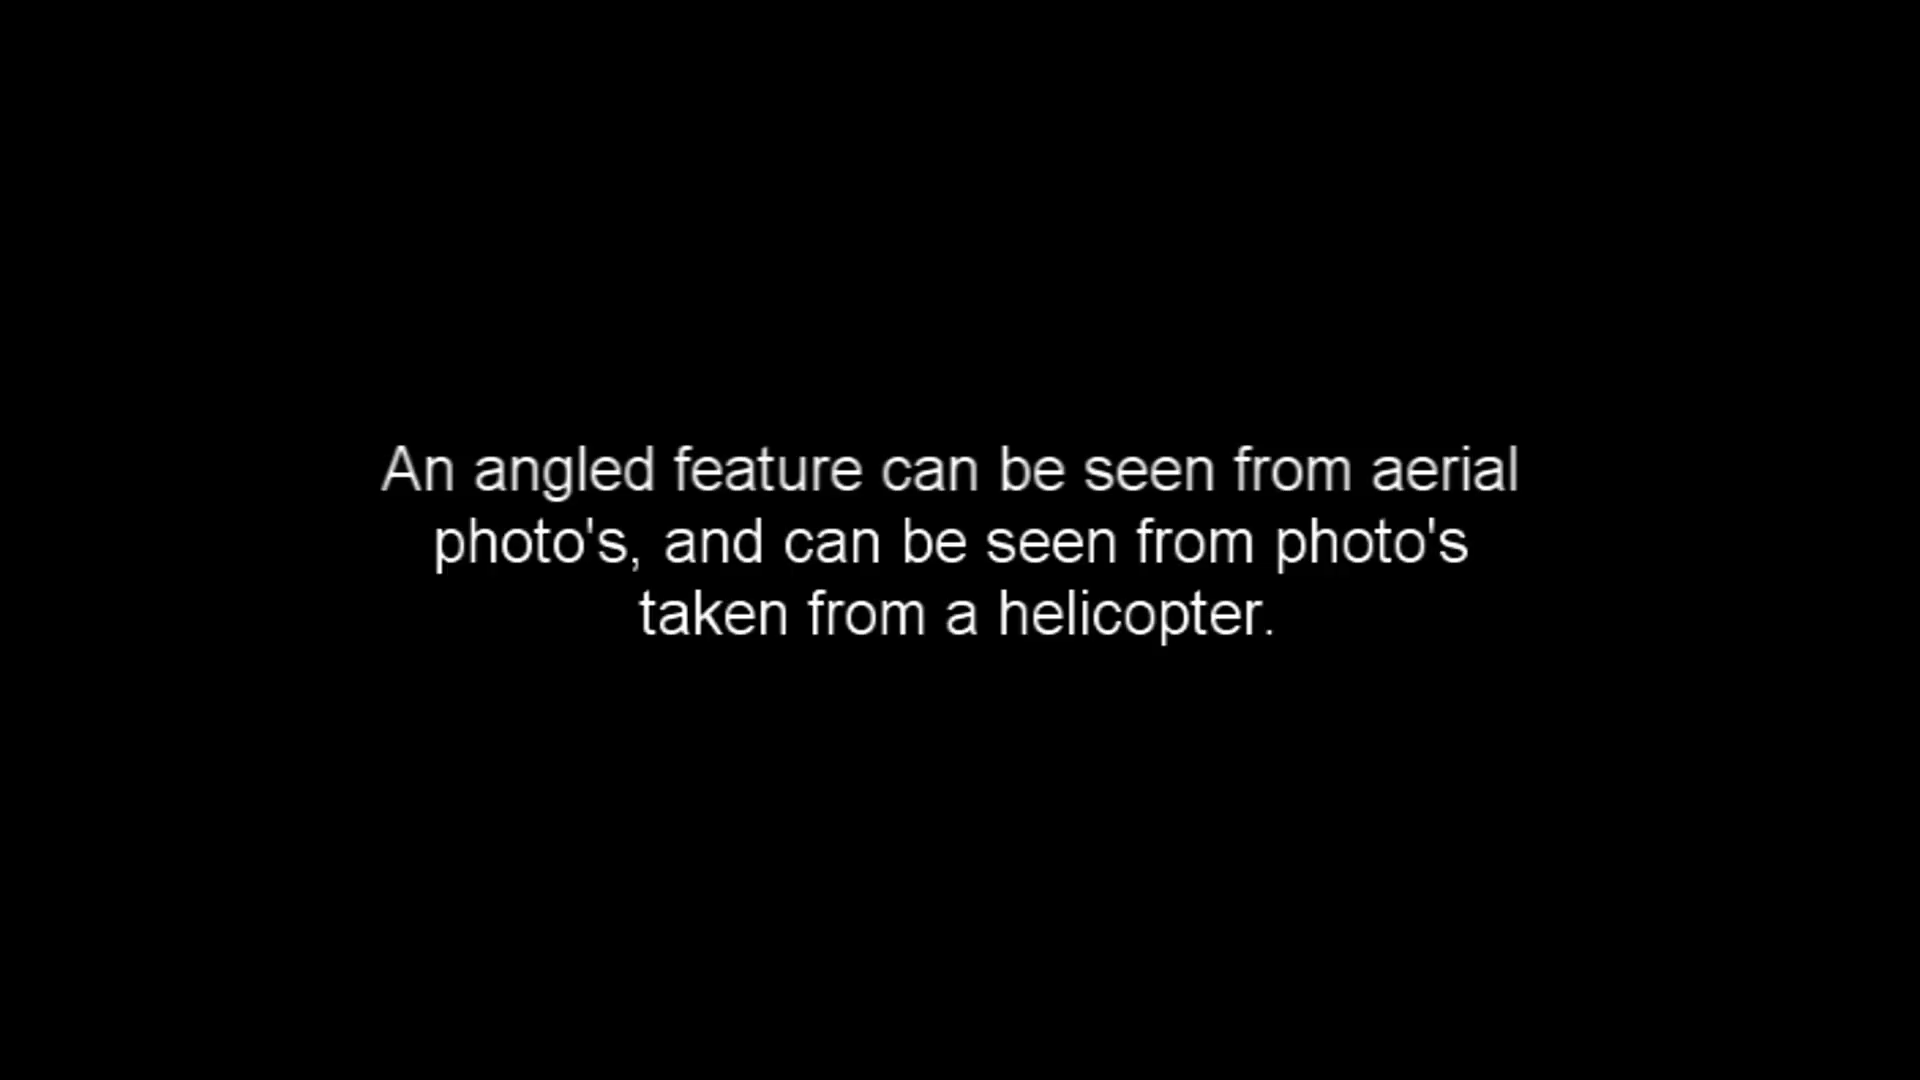 An angled feature can be seen from aerial
photo's, and can be seen from photo's
taken from a helicopter.